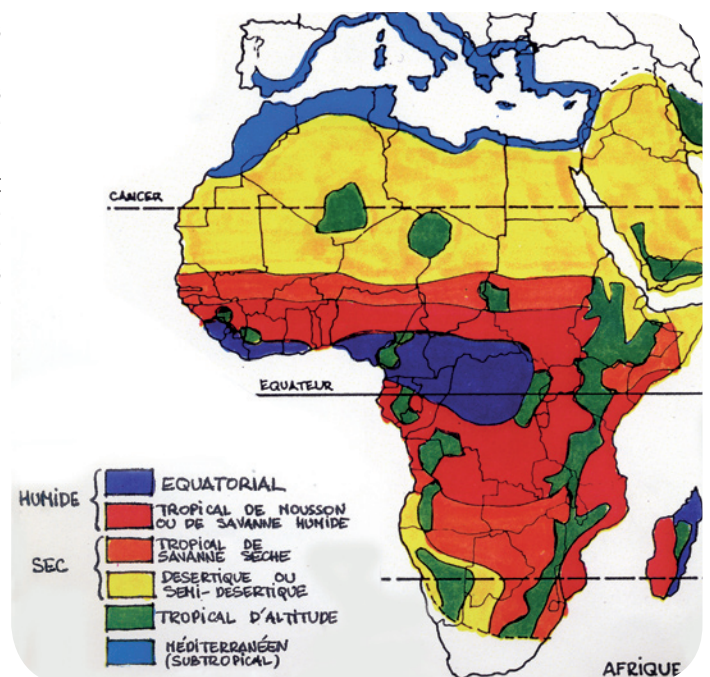 CANCER
EQUATEUR
HUMIDE
EQUATORIAL
TROPICAL DE MOUSSON
OU DE SAVANNE HUMIDE
SEC
TROPICAL DE
SAVANNE SÈCHE
DESERTIQUE OU
SEMI-DESERTIQUE
TROPICAL D'ALTITUDE
MÉDITERRANÉEN
(SUBTROPICAL)
AFRIQUE